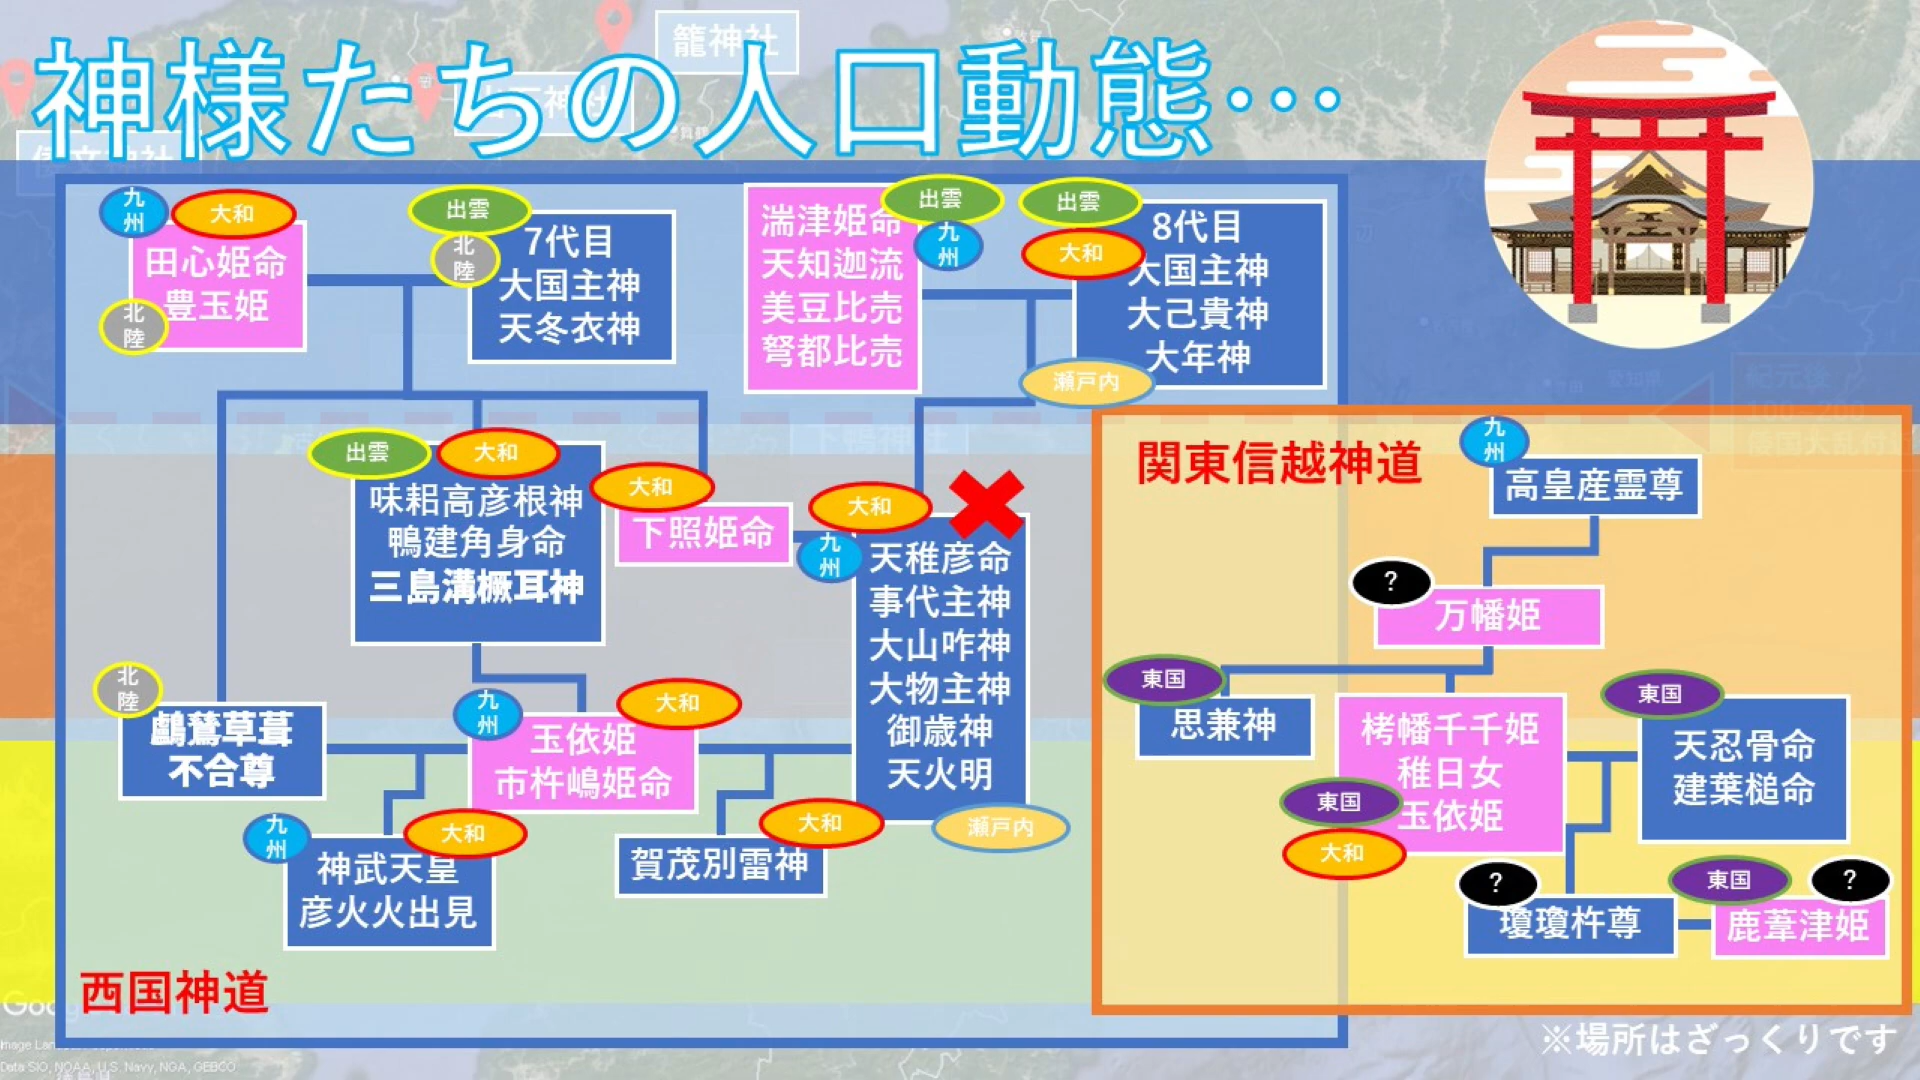 神様たちの人口動態…
籠神社
九州
大和
田心姫命
豊玉姫
北陸
出雲
北陸
7代目
大国主神
天冬衣神
湍津姫命
天知迦流
美豆比売
弩都比売
出雲
九州
出雲
大和
8代目
大国主神
大己貴神
大年神
瀬戸内
出雲
大和
味耜高彦根神
鴨建角身命
三島溝橛耳神
大和
下照姫命
大和
九州
天稚彦命
事代主神
大山咋神
大物主神
御歳神
天火明
瀬戸内
北陸
鸕鶿草葺
不合尊
九州
大和
玉依姫
市杵嶋姫命
九州
大和
神武天皇
彦火火出見
大和
賀茂別雷神
西国神道
関東信越神道
九州
高皇産霊尊
?
万幡姫
東国
思兼神
栲幡千千姫
稚日女
玉依姫
東国
大和
東国
天忍骨命
建葉槌命
?
瓊瓊杵尊
東国
?
鹿葦津姫
※場所はざっくりです
Data SIO, NOAA, U.S. Navy, NGA, GEBCO